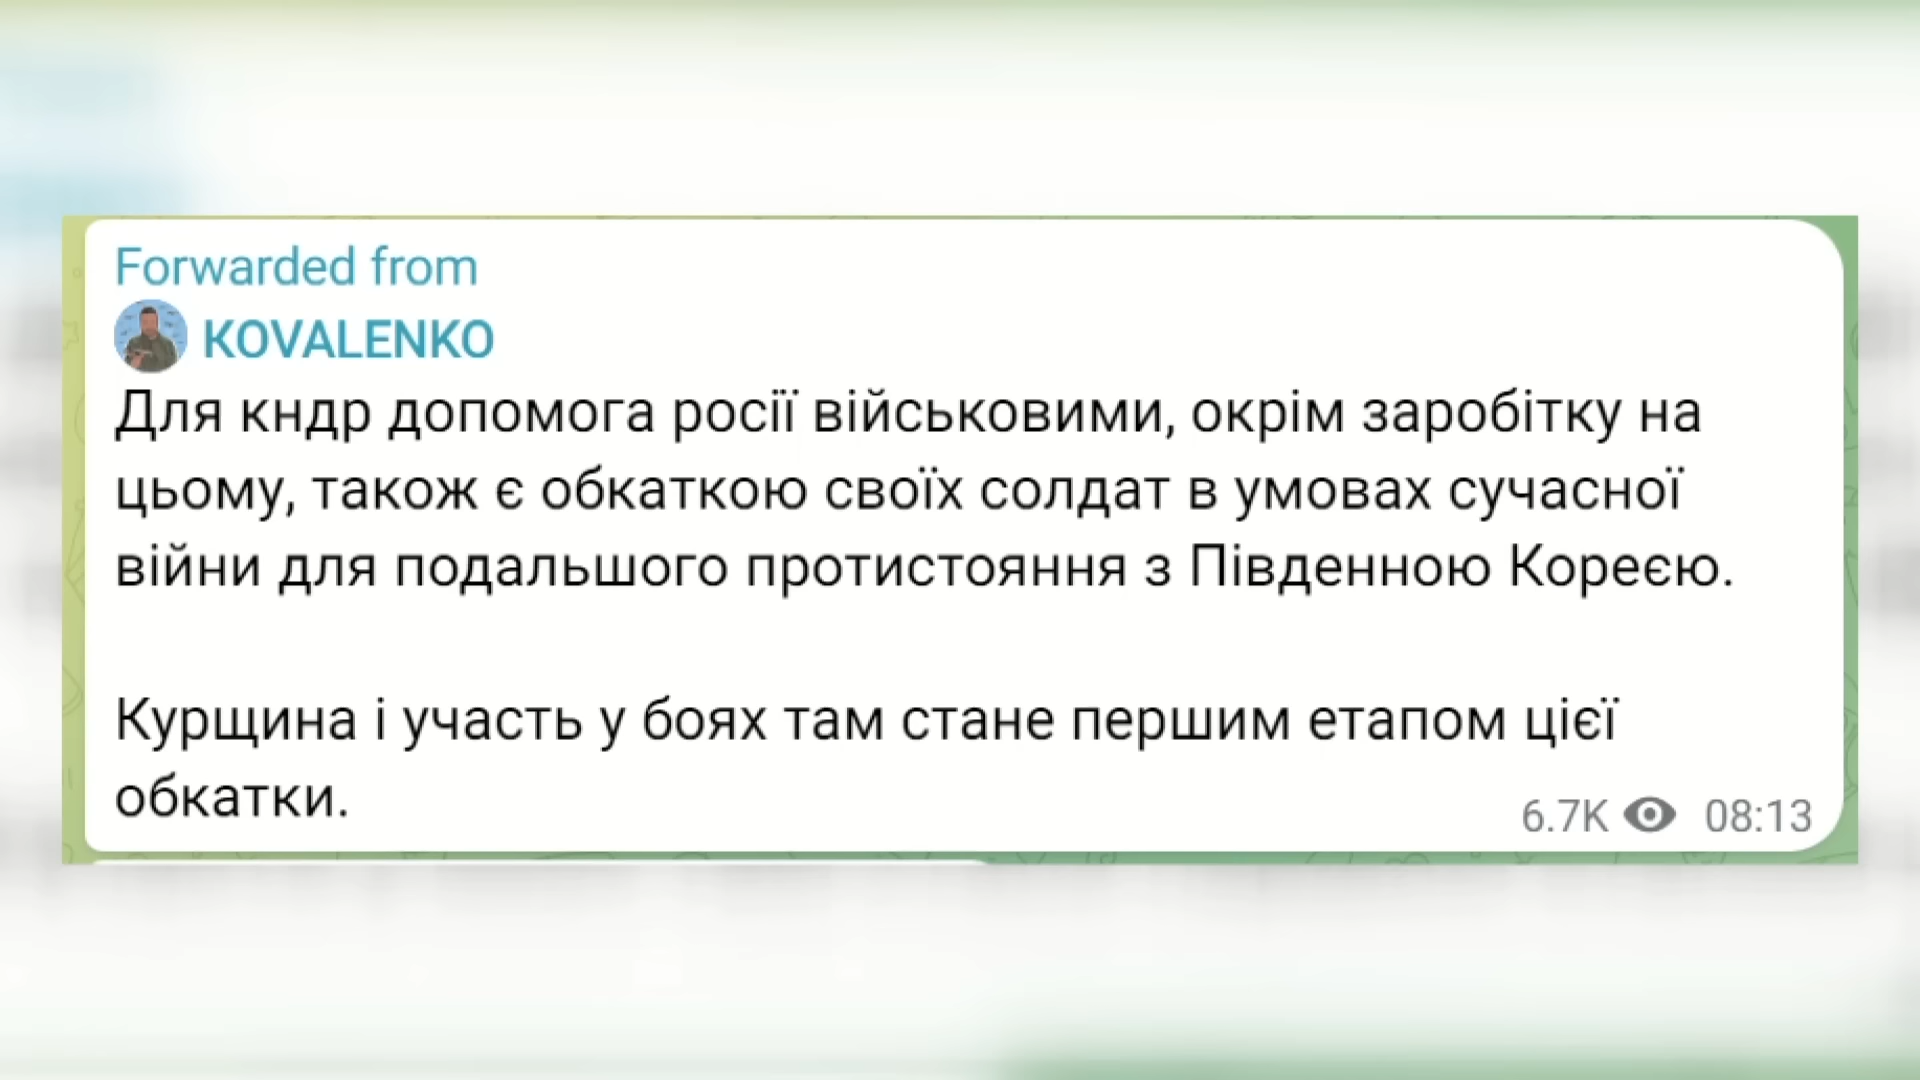 Forwarded from
KOVALENKO
Для кндр допомога росії військовими, окрім заробітку на
цьому, також є обкаткою своїх солдат в умовах сучасної
війни для подальшого протистояння з Південною Кореєю.
Курщина і участь у боях там стане першим етапом цієї
обкатки.
6.7K 08:13